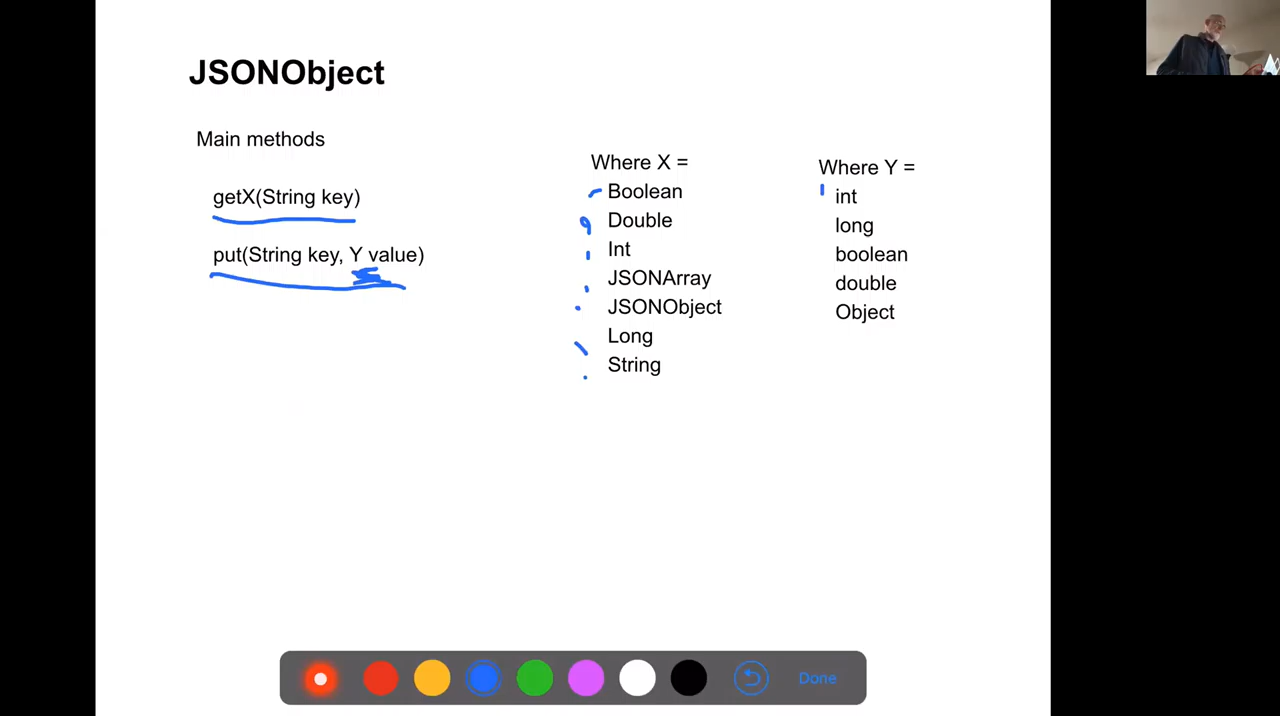 JSONObject
Main methods
getX(String key)
put(String key, Y value)
Where X =
Boolean
Double
Int
JSONArray
JSONObject
Long
String
Where Y =
int
long
boolean
double
Object
Done